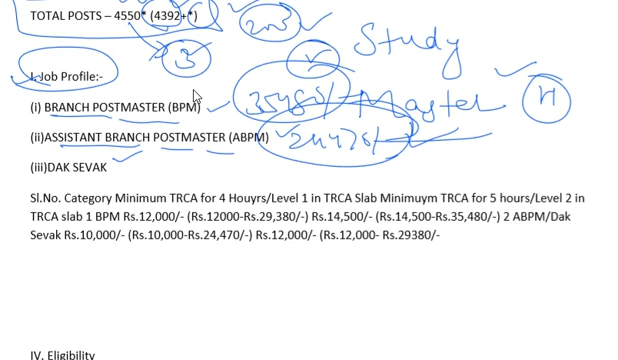 TOTAL POSTS – 4550* (4392+*)
3
Study
I. Job Profile:-
(i) BRANCH POSTMASTER (BPM)
35480/-
Master
(ii)ASSISTANT BRANCH POSTMASTER (ABPM)
24470/-
(iii)DAK SEVAK
Sl.No. Category Minimum TRCA for 4 Houyrs/Level 1 in TRCA Slab Minimuym TRCA for 5 hours/Level 2 in
TRCA slab 1 BPM Rs.12,000/- (Rs.12000-Rs.29,380/-) Rs.14,500/- (Rs.14,500-Rs.35,480/-) 2 ABPM/Dak
Sevak Rs.10,000/- (Rs.10,000-Rs.24,470/-) Rs.12,000/- (Rs.12,000- Rs.29380/-
IV. Eligibility